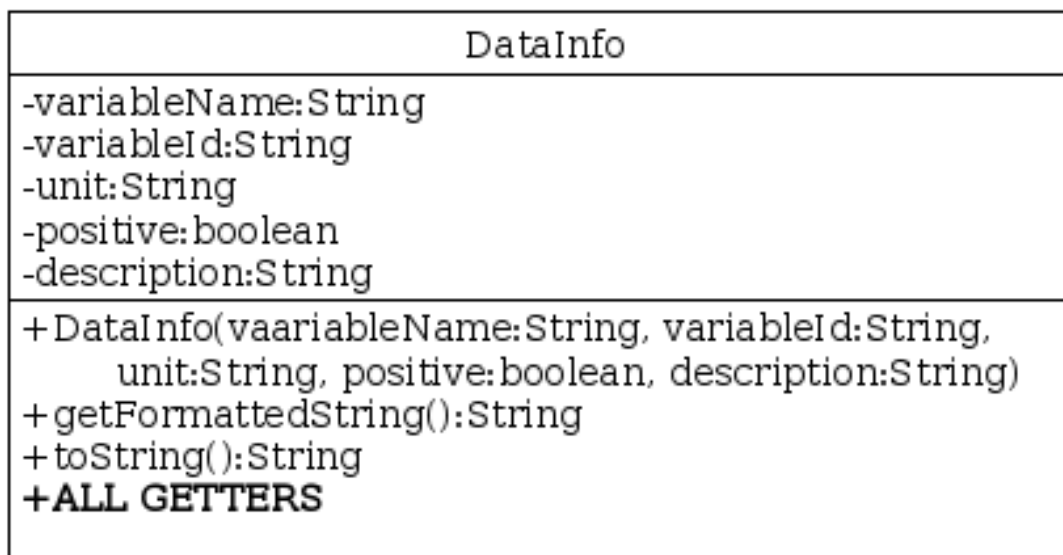 DataInfo
-variableName:String
-variableId:String
-unit:String
-positive:boolean
-description:String
+DataInfo(vaariableName:String, variableId:String,
unit:String, positive:boolean, description:String)
+getFormattedString():String
+toString():String
+ALL GETTERS